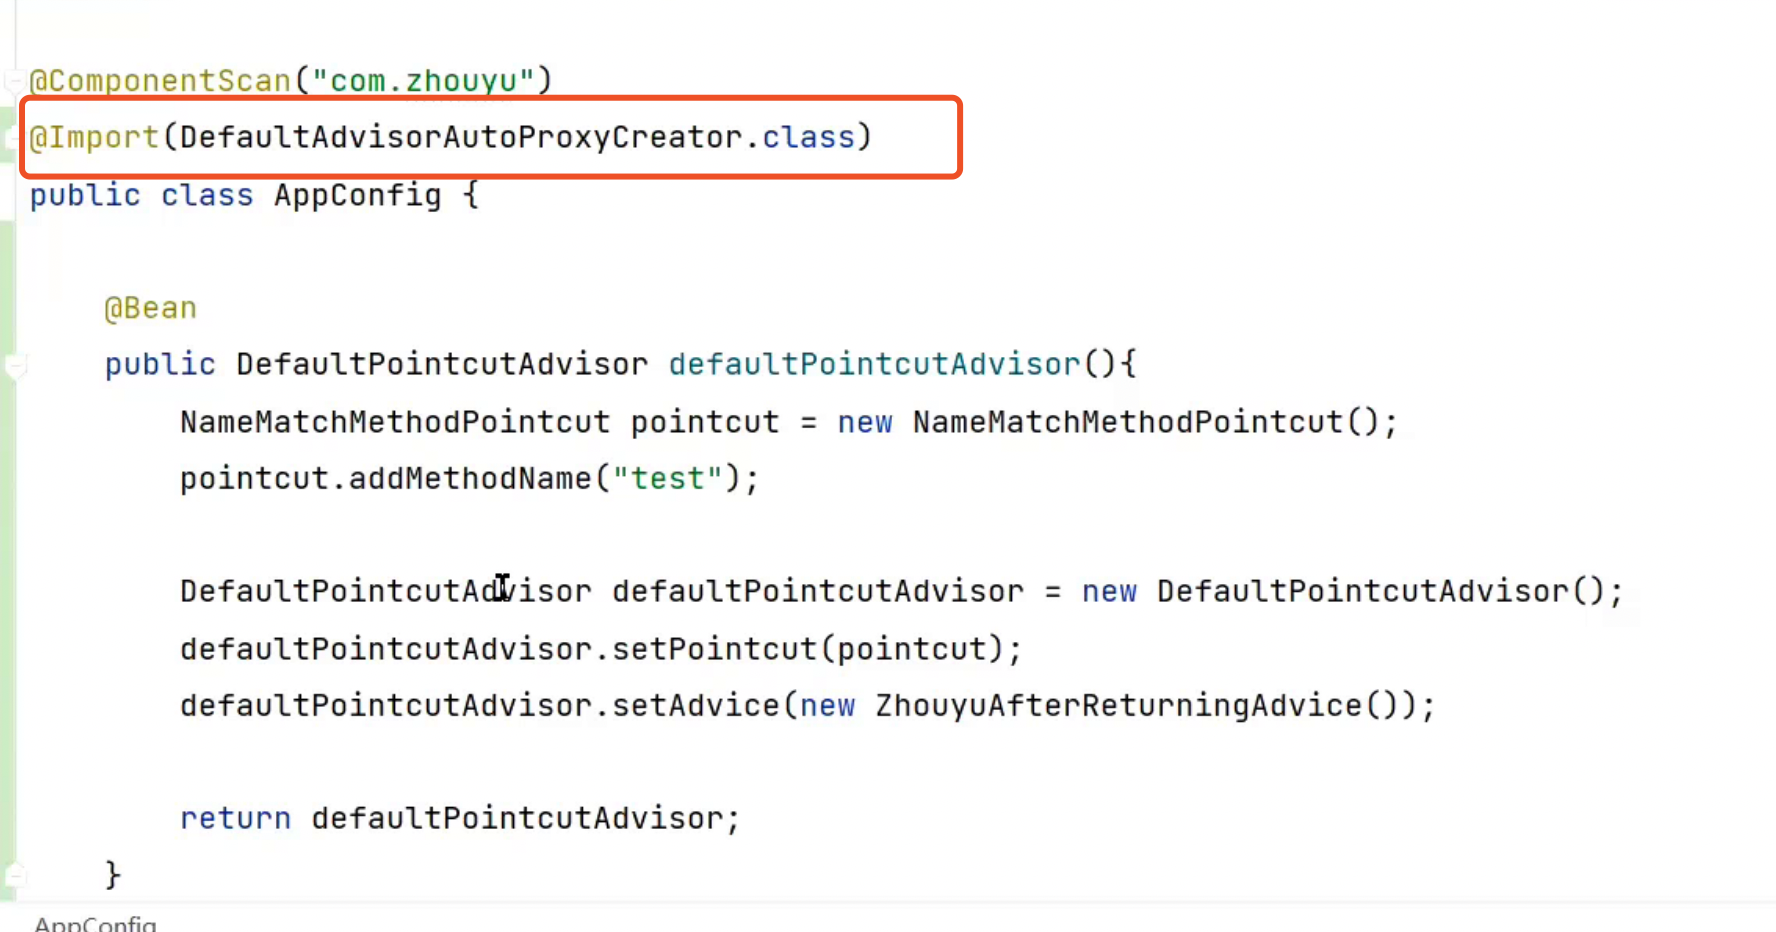 @ComponentScan("com.zhouyu")
@Import(DefaultAdvisorAutoProxyCreator.class)
public class AppConfig {
@Bean
public DefaultPointcutAdvisor defaultPointcutAdvisor(){
NameMatchMethodPointcut pointcut = new NameMatchMethodPointcut();
pointcut.addMethodName("test");
DefaultPointcutAdvisor defaultPointcutAdvisor = new DefaultPointcutAdvisor();
defaultPointcutAdvisor.setPointcut(pointcut);
defaultPointcutAdvisor.setAdvice(new ZhouyuAfterReturningAdvice());
return defaultPointcutAdvisor;
}
AppConfig